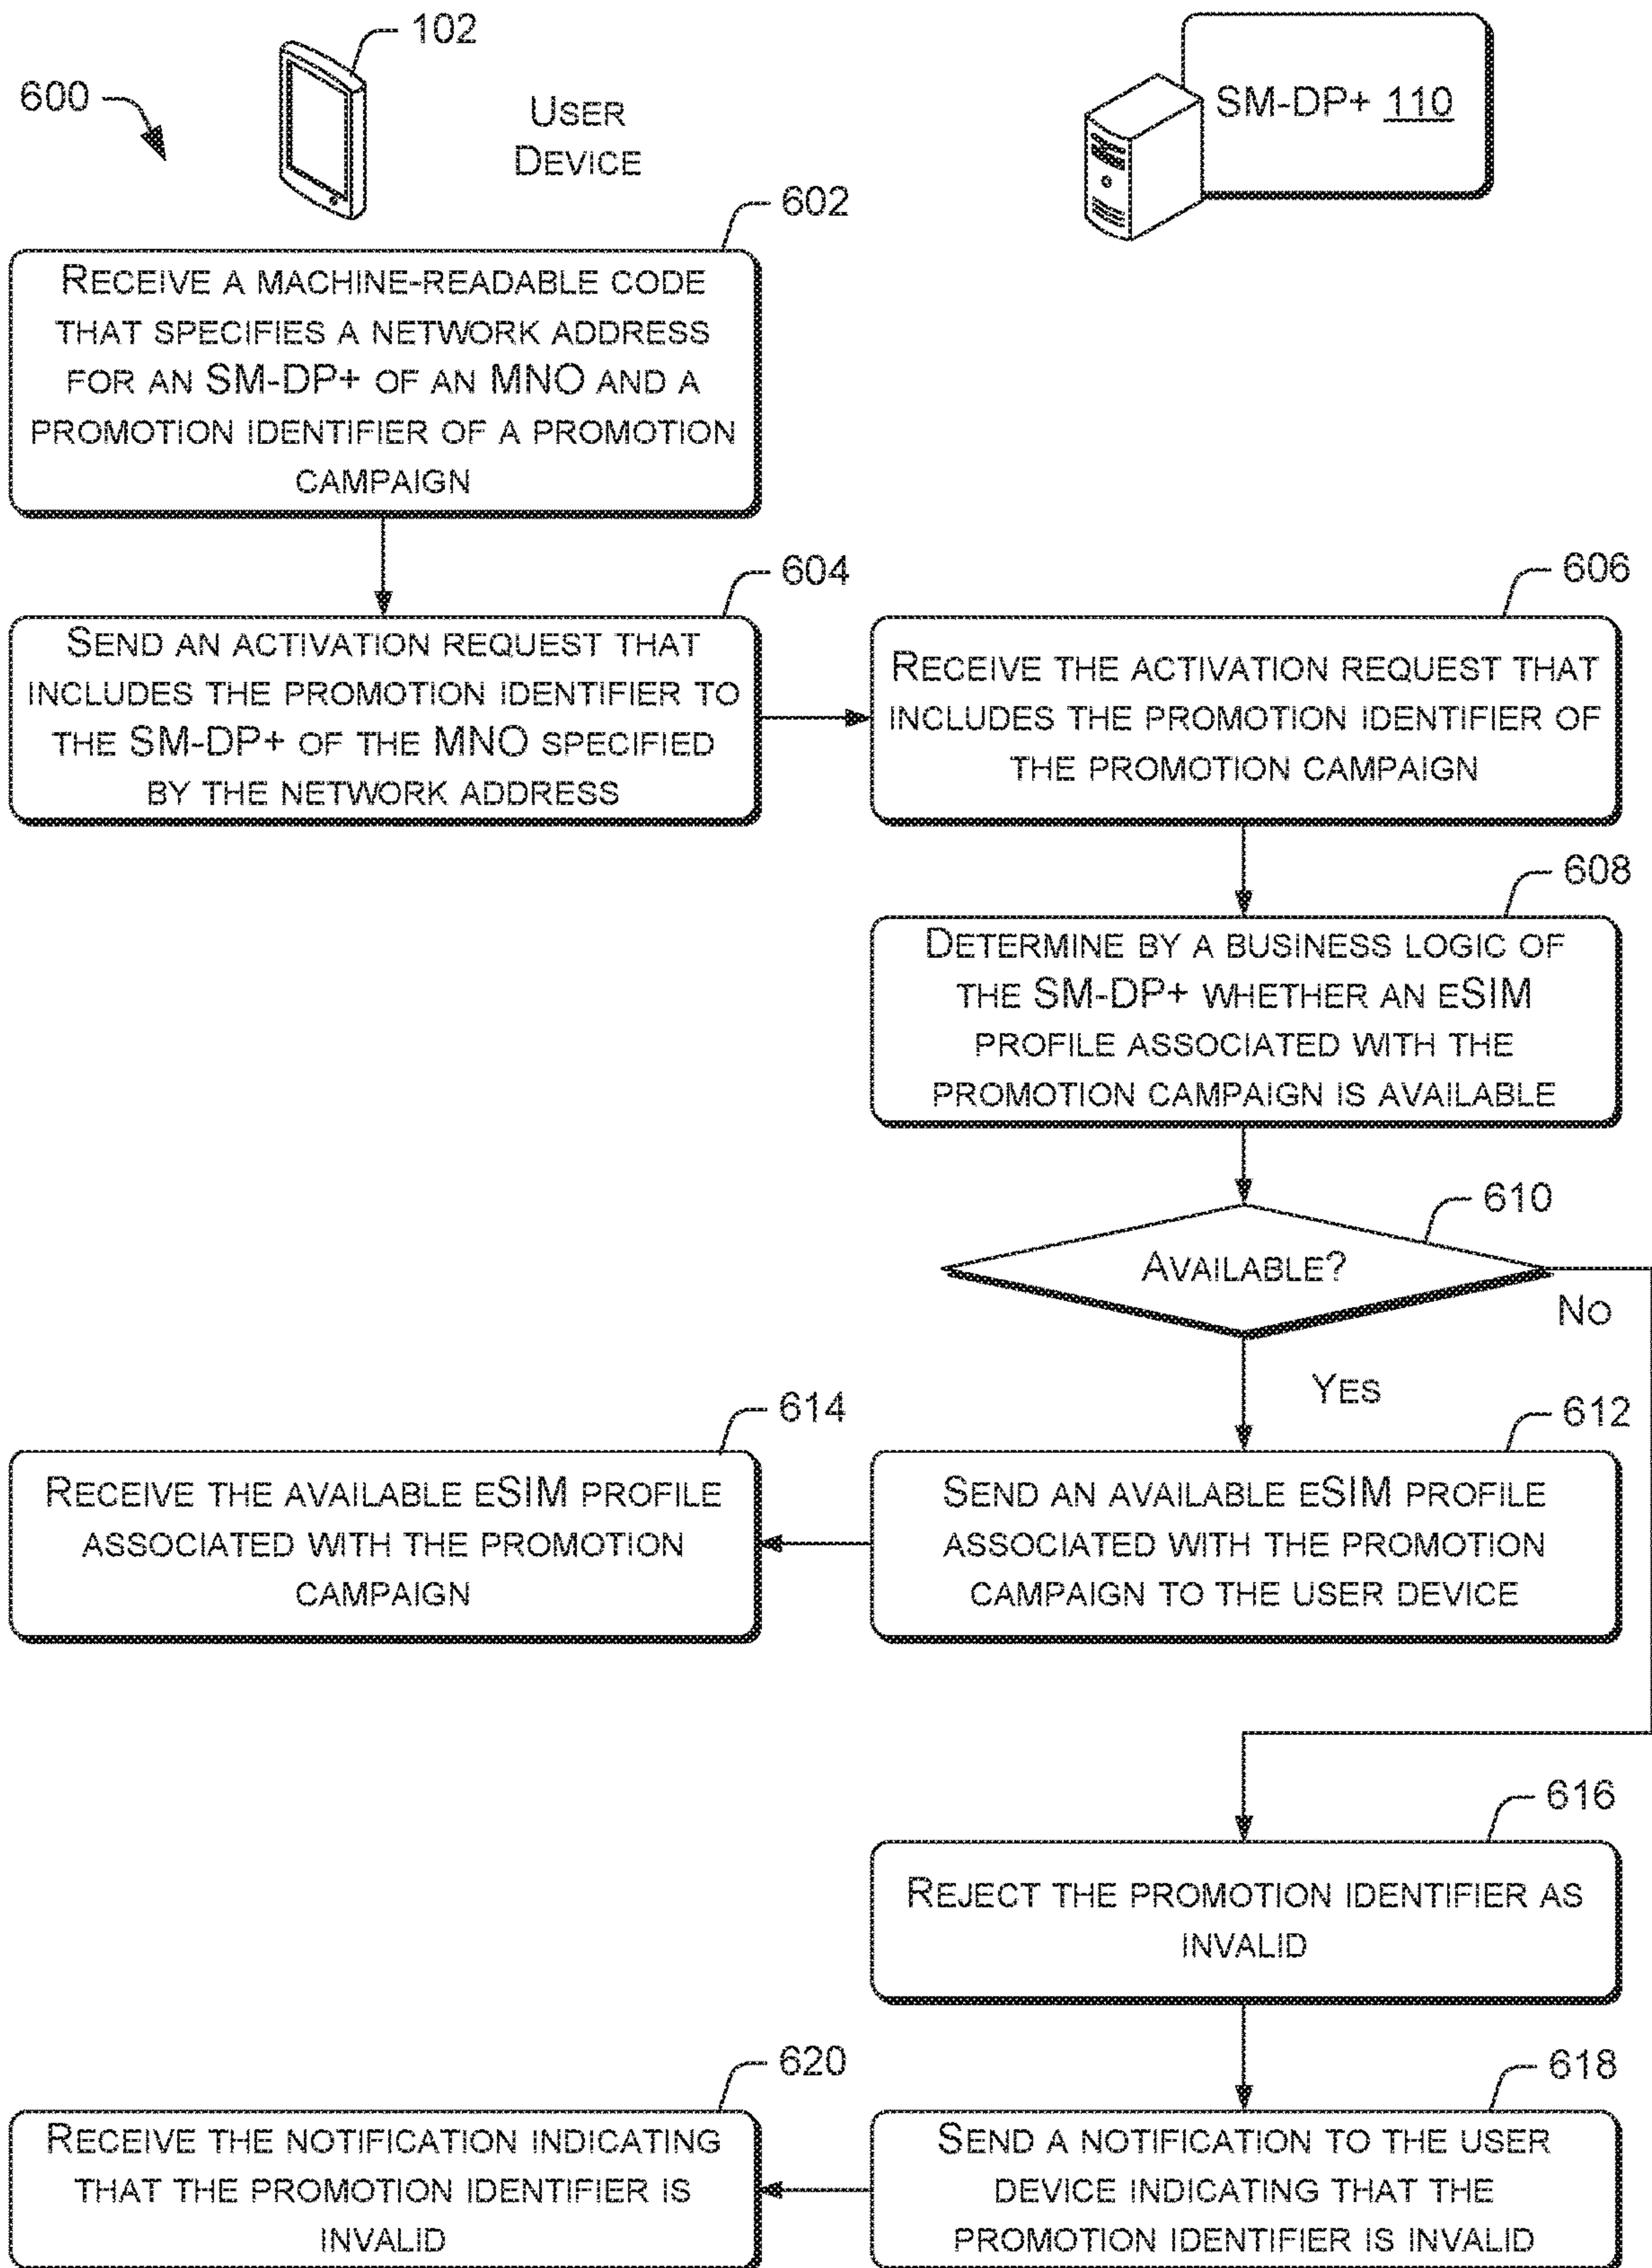 102
600
USER
DEVICE
SM-DP+ 110
602
RECEIVE A MACHINE-READABLE CODE
THAT SPECIFIES A NETWORK ADDRESS
FOR AN SM-DP+ OF AN MNO AND A
PROMOTION IDENTIFIER OF A PROMOTION
CAMPAIGN
604
SEND AN ACTIVATION REQUEST THAT
INCLUDES THE PROMOTION IDENTIFIER TO
THE SM-DP+ OF THE MNO SPECIFIED
BY THE NETWORK ADDRESS
606
RECEIVE THE ACTIVATION REQUEST THAT
INCLUDES THE PROMOTION IDENTIFIER OF
THE PROMOTION CAMPAIGN
608
DETERMINE BY A BUSINESS LOGIC OF
THE SM-DP+ WHETHER AN ESIM
PROFILE ASSOCIATED WITH THE
PROMOTION CAMPAIGN IS AVAILABLE
610
AVAILABLE?
NO
YES
614
RECEIVE THE AVAILABLE ESIM PROFILE
ASSOCIATED WITH THE PROMOTION
CAMPAIGN
612
SEND AN AVAILABLE ESIM PROFILE
ASSOCIATED WITH THE PROMOTION
CAMPAIGN TO THE USER DEVICE
616
REJECT THE PROMOTION IDENTIFIER AS
INVALID
620
RECEIVE THE NOTIFICATION INDICATING
THAT THE PROMOTION IDENTIFIER IS
INVALID
618
SEND A NOTIFICATION TO THE USER
DEVICE INDICATING THAT THE
PROMOTION IDENTIFIER IS INVALID